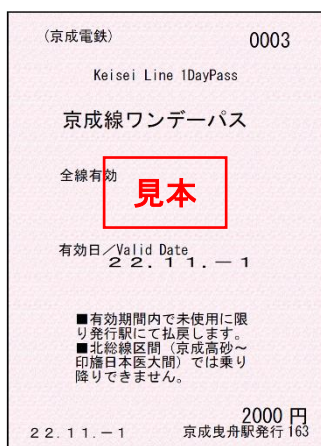 (京成電鉄) 0003
Keisei Line 1DayPass
京成線ワンデーパス
全線有効
見本
有効日／Valid Date
22.11.－1
■有効期間内で未使用に限
り発行駅にて払戻します。
■北総線区間（京成高砂～
印旛日本医大間）では乗り
降りできません。
2000 円
22.11.－1 京成曳舟駅発行 163